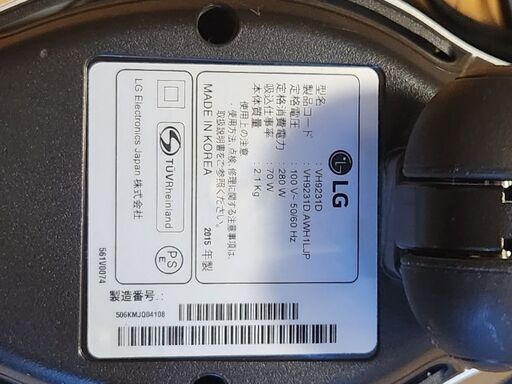 LG
型名 : VH9231D
製品コード : VH9231D.AWH1LJP
定格電圧 : 100 V~ 50/60 Hz
定格消費電力 : 280 W
吸込仕事率 : 70 W
本体質量 : 2.1 Kg
使用上の注意
・使用方法、点検、修理に関する注意事項は、
取扱説明書をご参照ください。
MADE IN KOREA 2015 年製
TÜVRheinland
PS
E
LG Electronics Japan 株式会社
561V0074
製造番号.:
506KMJQ04108